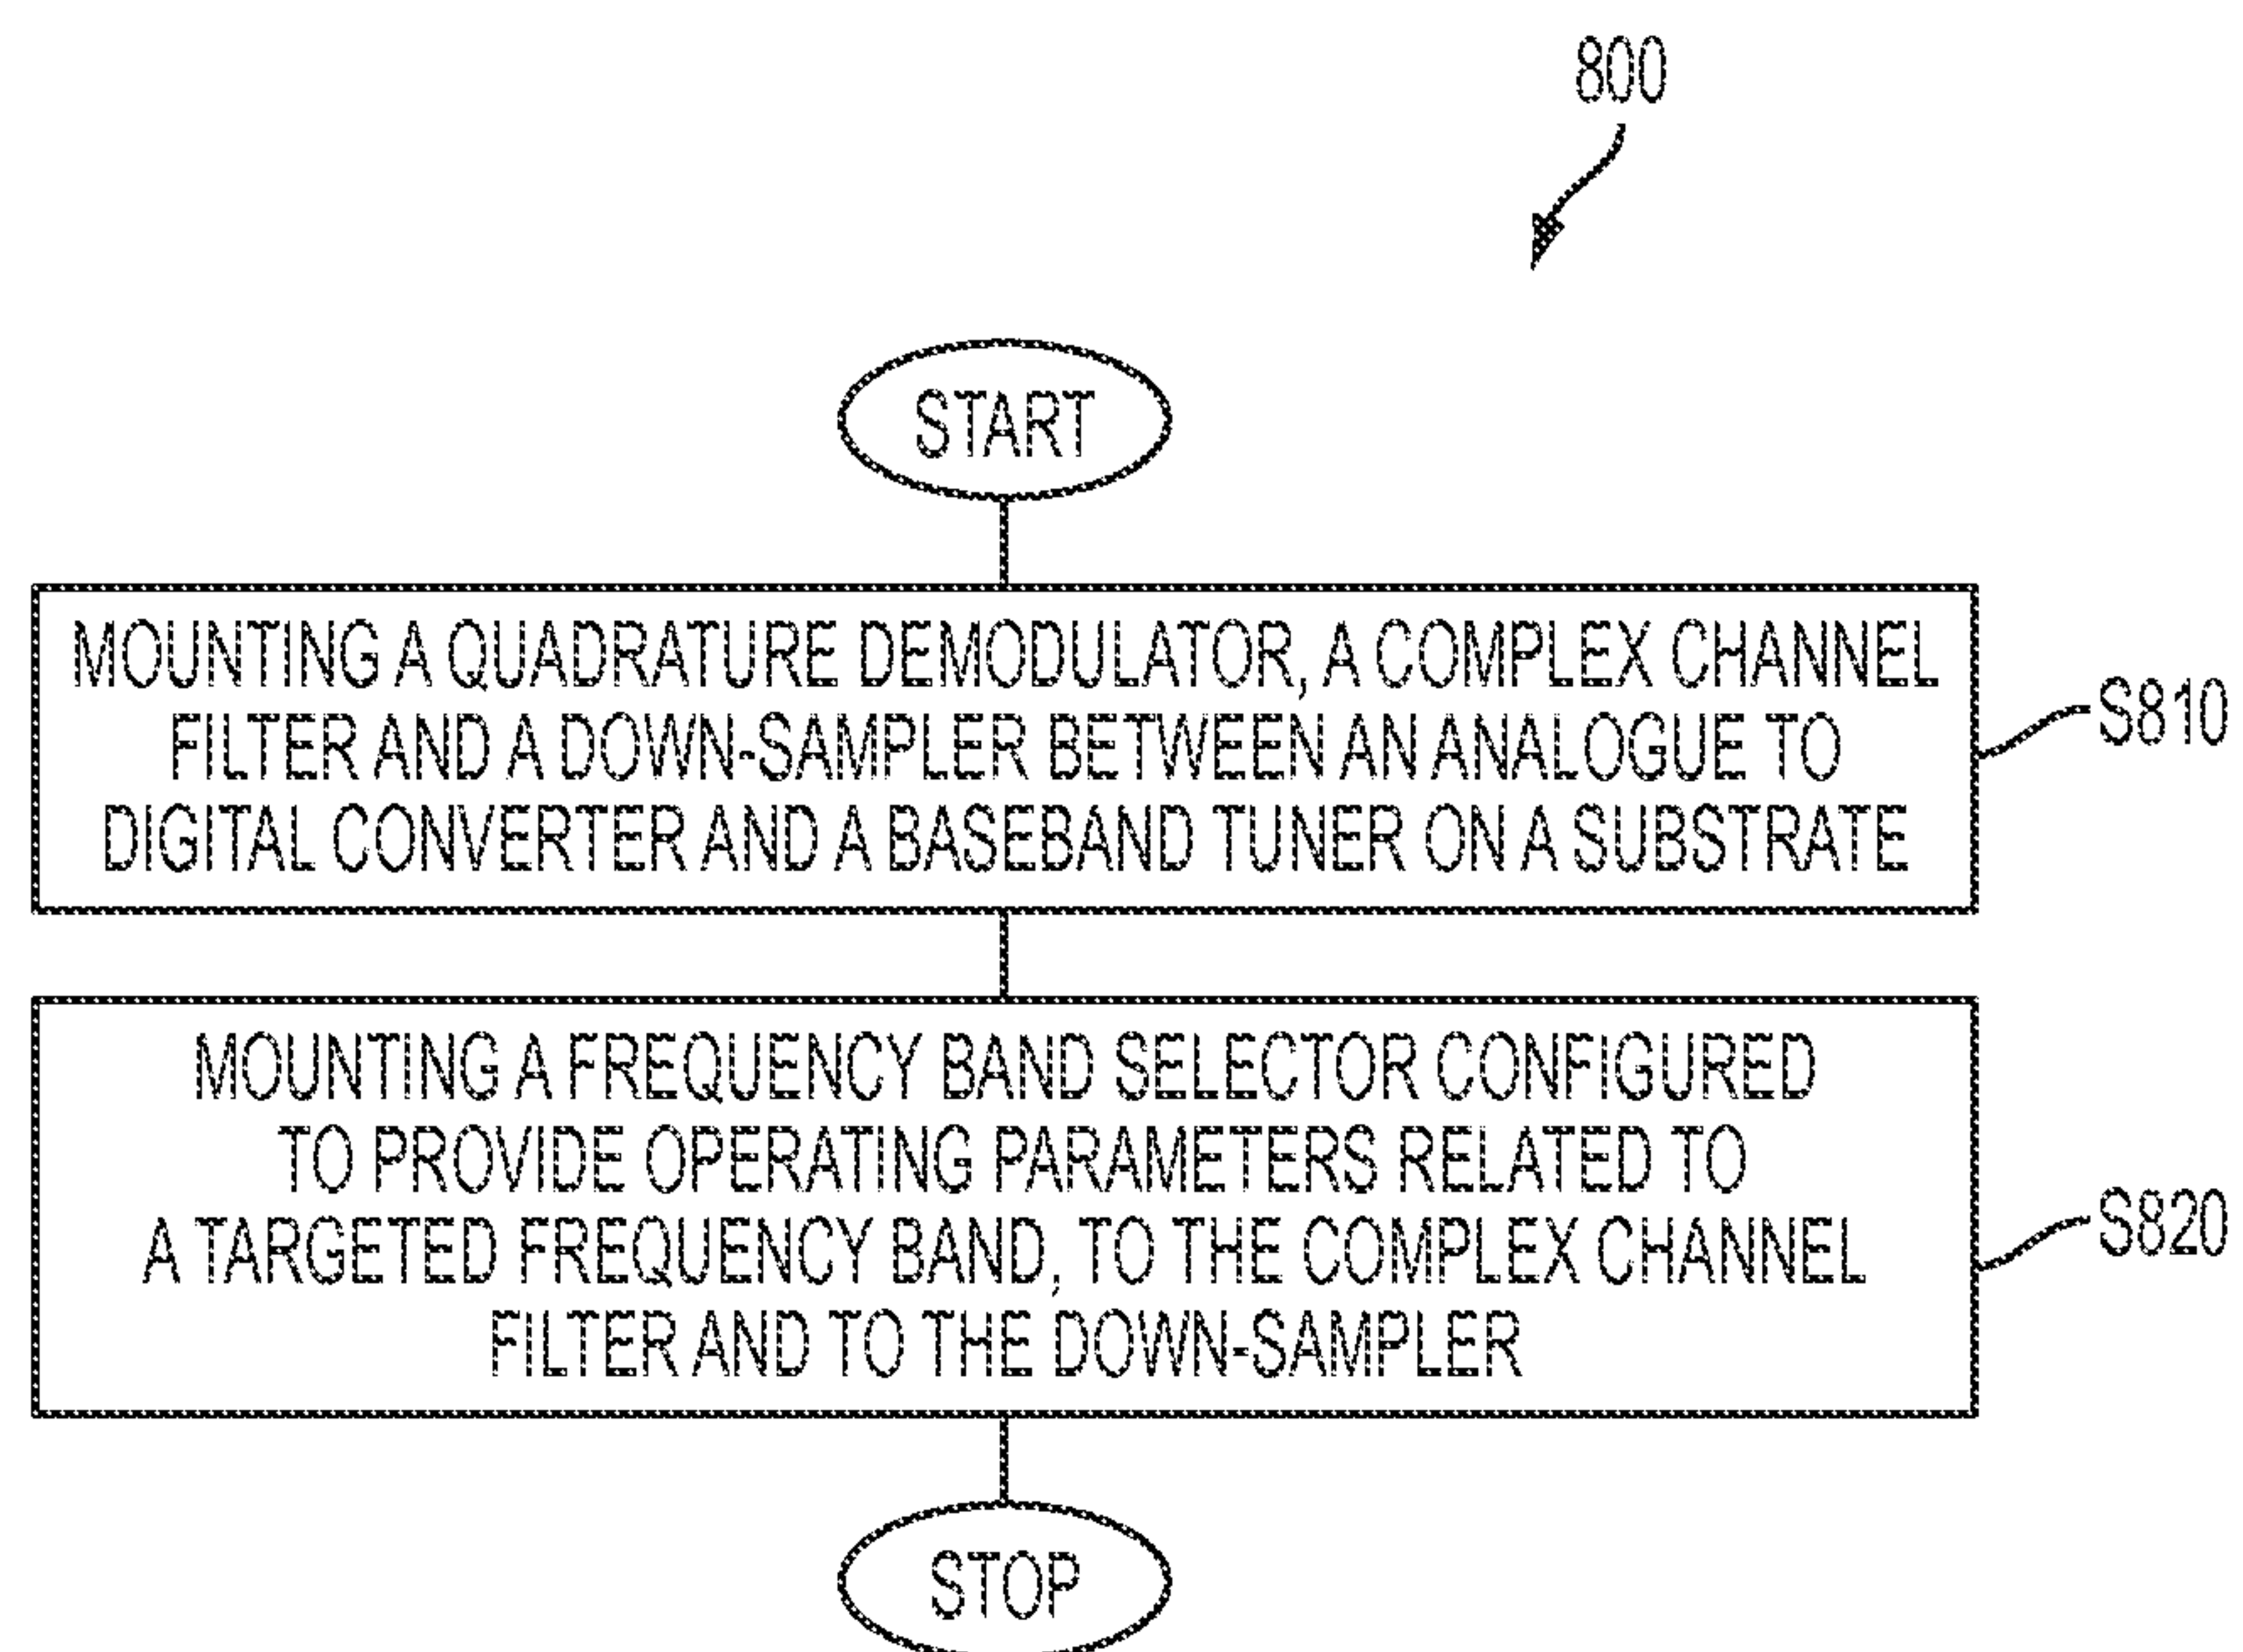 800
START
MOUNTING A QUADRATURE DEMODULATOR, A COMPLEX CHANNEL
FILTER AND A DOWN-SAMPLER BETWEEN AN ANALOGUE TO
DIGITAL CONVERTER AND A BASEBAND TUNER ON A SUBSTRATE
S810
MOUNTING A FREQUENCY BAND SELECTOR CONFIGURED
TO PROVIDE OPERATING PARAMETERS RELATED TO
A TARGETED FREQUENCY BAND, TO THE COMPLEX CHANNEL
FILTER AND TO THE DOWN-SAMPLER
S820
STOP